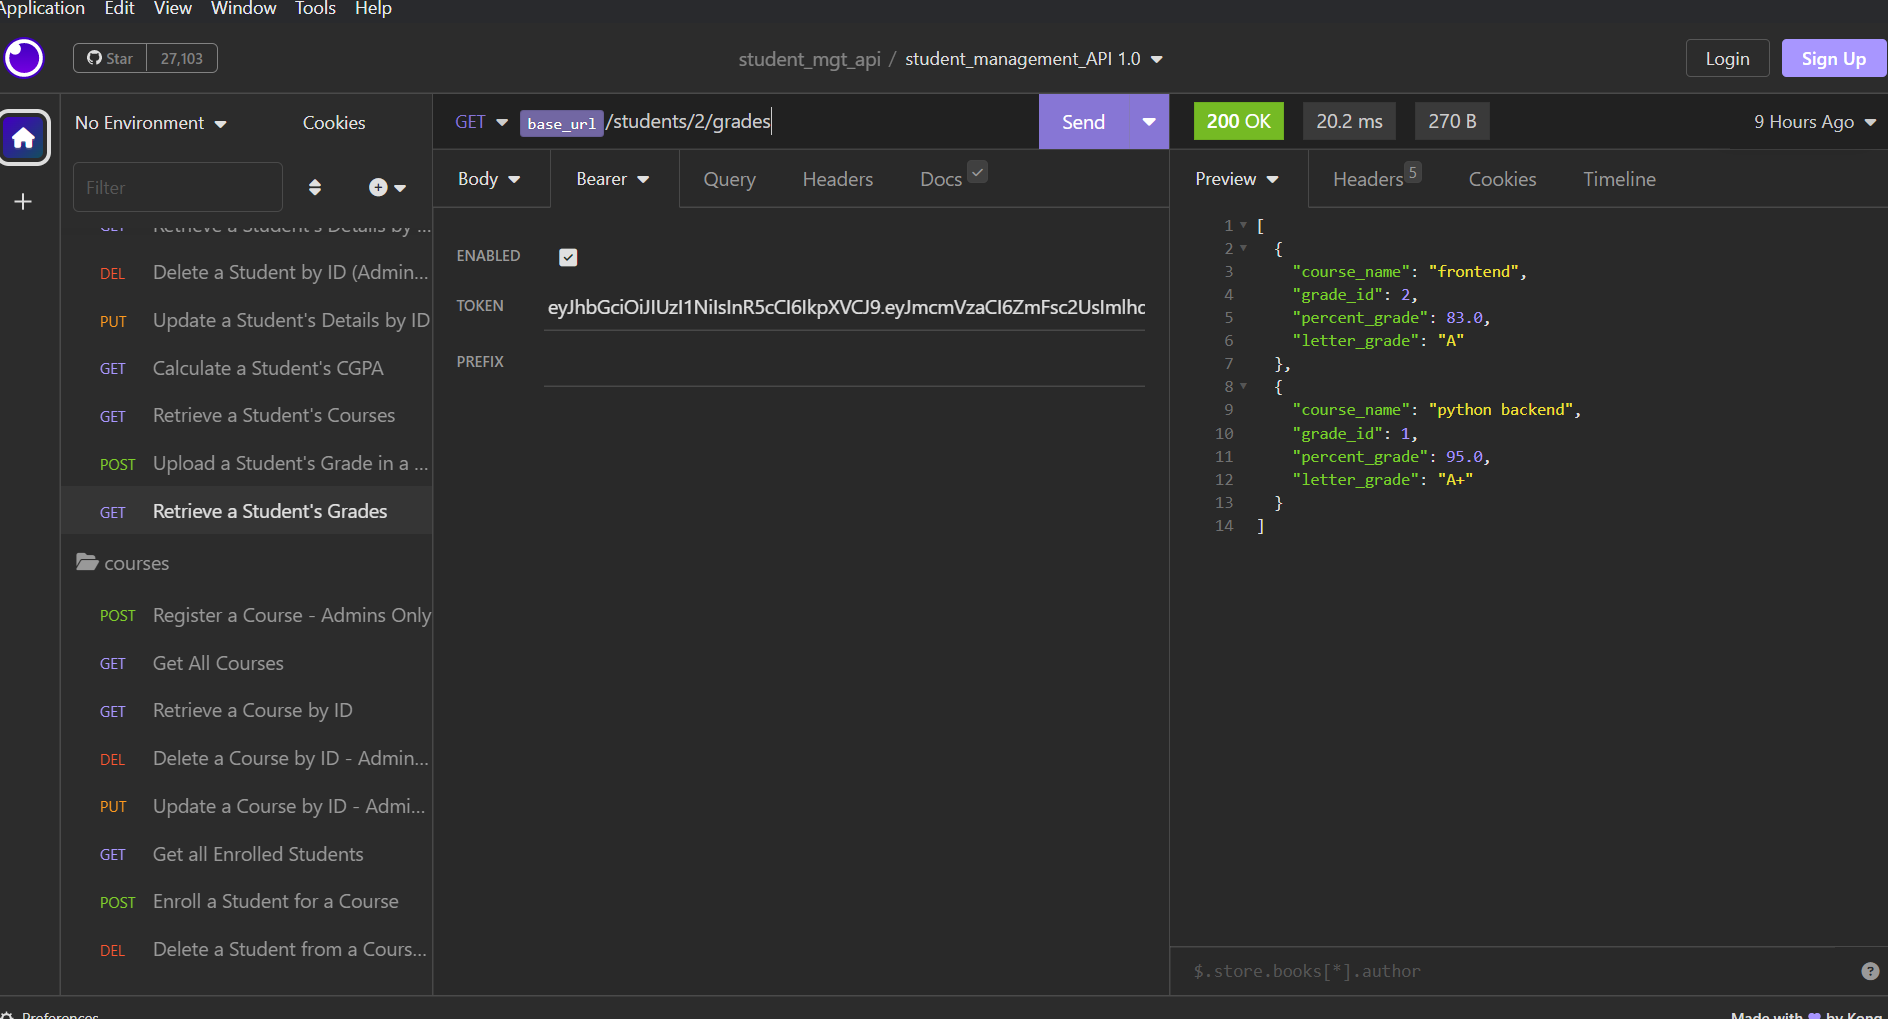 Application Edit View Window Tools Help
Star 27,103
student_mgt_api / student_management_API 1.0
Login Sign Up
No Environment Cookies
Filter
GET Retrieve a Student's Details by ...
DEL Delete a Student by ID (Admin...
PUT Update a Student's Details by ID
GET Calculate a Student's CGPA
GET Retrieve a Student's Courses
POST Upload a Student's Grade in a ...
GET Retrieve a Student's Grades
courses
POST Register a Course - Admins Only
GET Get All Courses
GET Retrieve a Course by ID
DEL Delete a Course by ID - Admin...
PUT Update a Course by ID - Admi...
GET Get all Enrolled Students
POST Enroll a Student for a Course
DEL Delete a Student from a Cours...
GET base_url/students/2/grades
Send
Body Bearer Query Headers Docs
ENABLED
TOKEN eyJhbGciOiJIUzI1NiIsInR5cCI6IkpXVCJ9.eyJmcmVzaCI6ZmFsc2UsImlhd
PREFIX
200 OK 20.2 ms 270 B 9 Hours Ago
Preview Headers 5 Cookies Timeline
1 [
2 {
3 "course_name": "frontend",
4 "grade_id": 2,
5 "percent_grade": 83.0,
6 "letter_grade": "A"
7 },
8 {
9 "course_name": "python backend",
10 "grade_id": 1,
11 "percent_grade": 95.0,
12 "letter_grade": "A+"
13 }
14 ]
$.store.books[*].author
Preferences
Made with 💜 by Kong